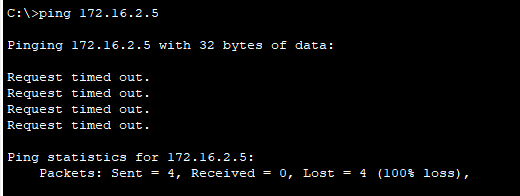 C:\>ping 172.16.2.5
Pinging 172.16.2.5 with 32 bytes of data:
Request timed out.
Request timed out.
Request timed out.
Request timed out.
Ping statistics for 172.16.2.5:
Packets: Sent = 4, Received = 0, Lost = 4 (100% loss),